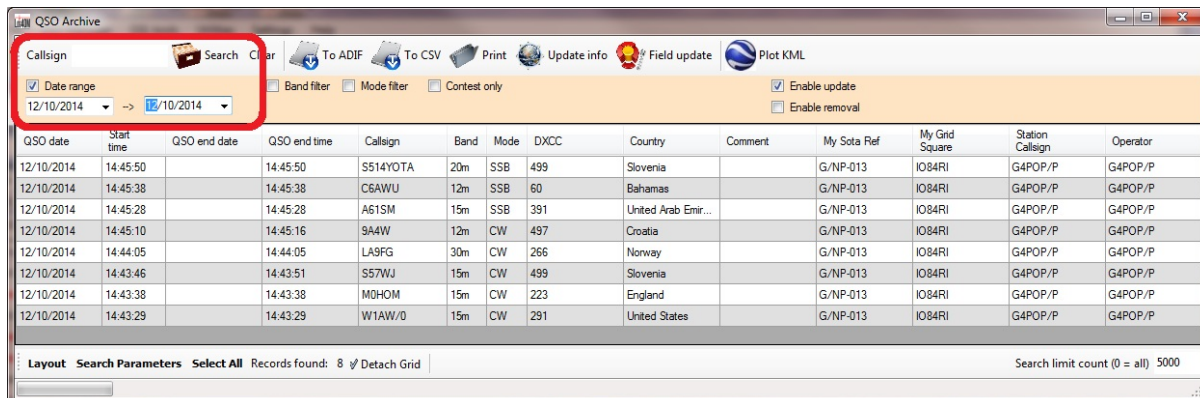 QSO Archive
Callsign Search Clear To ADIF To CSV Print Update info Field update Plot KML
Date range Band filter Mode filter Contest only Enable update
12/10/2014 -> 12/10/2014 Enable removal
QSO date Start time QSO end date QSO end time Callsign Band Mode DXCC Country Comment My Sota Ref My Grid Square Station Callsign Operator
12/10/2014 14:45:50 14:45:50 S514YOTA 20m SSB 499 Slovenia G/NP-013 IO84RI G4POP/P G4POP/P
12/10/2014 14:45:38 14:45:38 C6AWU 12m SSB 60 Bahamas G/NP-013 IO84RI G4POP/P G4POP/P
12/10/2014 14:45:28 14:45:28 A61SM 15m SSB 391 United Arab Emir... G/NP-013 IO84RI G4POP/P G4POP/P
12/10/2014 14:45:10 14:45:16 9A4W 12m CW 497 Croatia G/NP-013 IO84RI G4POP/P G4POP/P
12/10/2014 14:44:05 14:44:05 LA9FG 30m CW 266 Norway G/NP-013 IO84RI G4POP/P G4POP/P
12/10/2014 14:43:46 14:43:51 S57WJ 15m CW 499 Slovenia G/NP-013 IO84RI G4POP/P G4POP/P
12/10/2014 14:43:38 14:43:38 M0HOM 15m CW 223 England G/NP-013 IO84RI G4POP/P G4POP/P
12/10/2014 14:43:29 14:43:29 W1AW/0 15m CW 291 United States G/NP-013 IO84RI G4POP/P G4POP/P
Layout Search Parameters Select All Records found: 8 Detach Grid Search limit count (0 = all) 5000